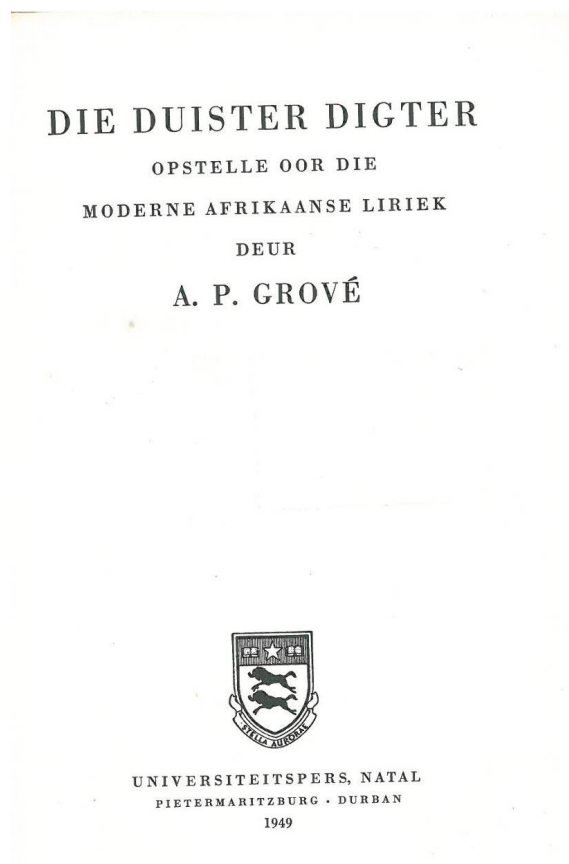 DIE DUISTER DIGTER
OPSTELLE OOR DIE
MODERNE AFRIKAANSE LIRIEK
DEUR
A. P. GROVÉ
STELLA AURORAE
UNIVERSITEITSPERS, NATAL
PIETERMARITZBURG • DURBAN
1949